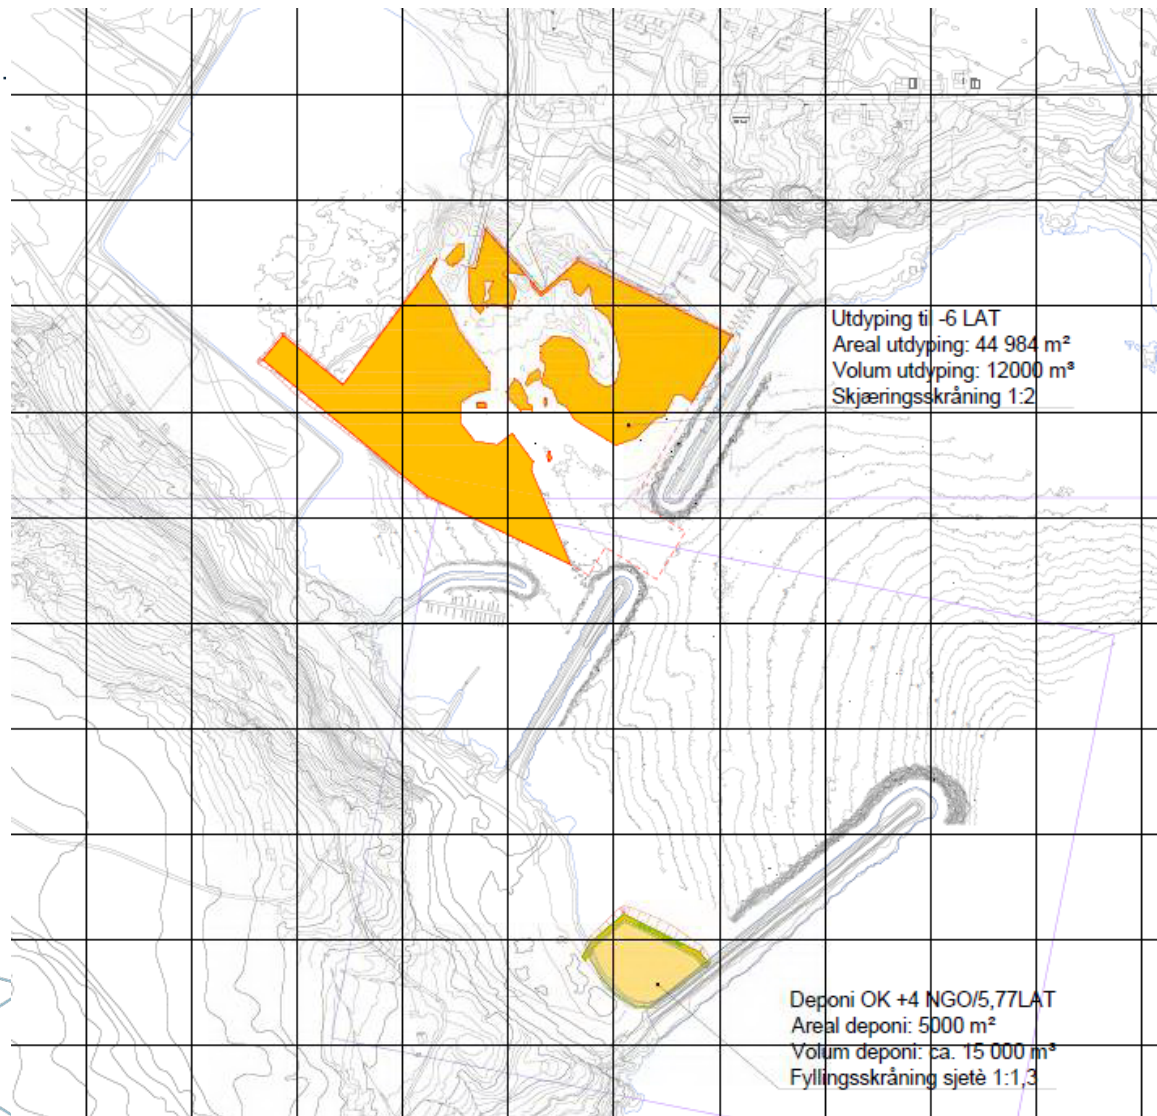 Utdyping til -6 LAT
Areal utdyping: 44 984 m²
Volum utdyping: 12000 m³
Skjæringsskråning 1:2
Deponi OK +4 NGO/5,77LAT
Areal deponi: 5000 m²
Volum deponi: ca. 15 000 m³
Fyllingsskråning sjetè 1:1,3